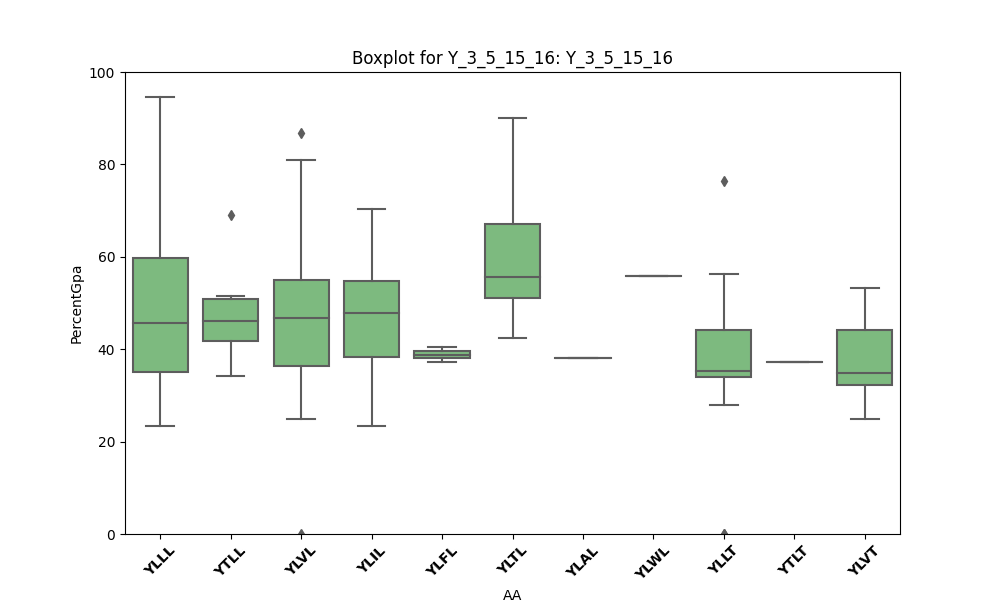 Boxplot for Y_3_5_15_16: Y_3_5_15_16
100
80
60
40
20
0
PercentGpa
YLLL YTLL YLVL YLIL YLFL YLTL YLAL YLWL YLLT YTLT YLVT
AA